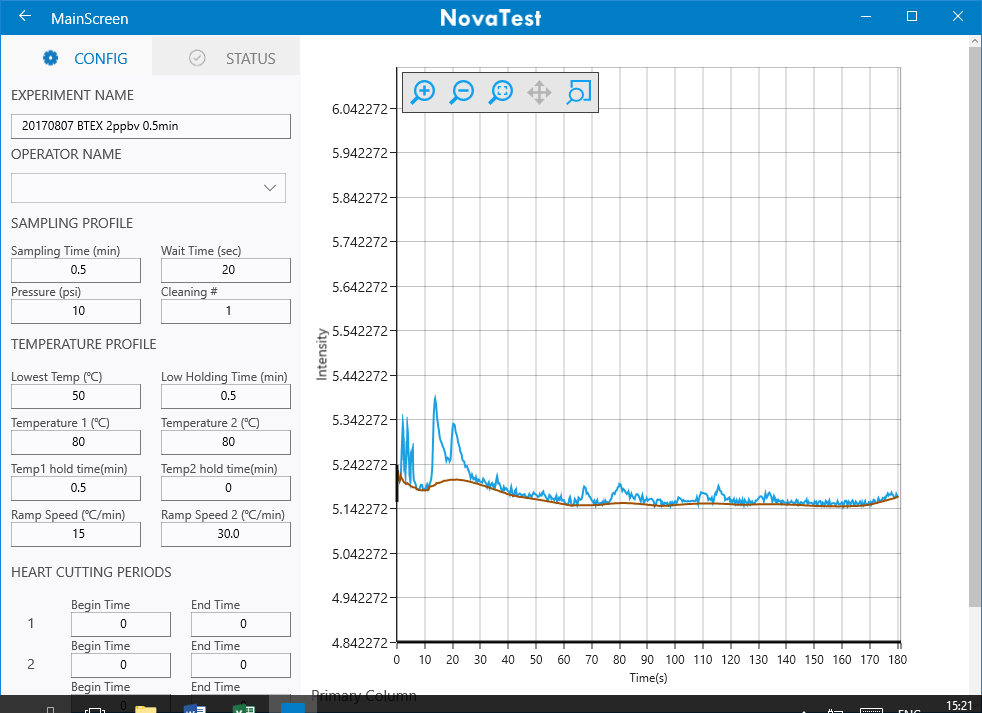 MainScreen
NovaTest
CONFIG
STATUS
EXPERIMENT NAME
20170807 BTEX 2ppbv 0.5min
OPERATOR NAME
SAMPLING PROFILE
Sampling Time (min) Wait Time (sec)
0.5 20
Pressure (psi) Cleaning #
10 1
TEMPERATURE PROFILE
Lowest Temp (℃) Low Holding Time (min)
50 0.5
Temperature 1 (℃) Temperature 2 (℃)
80 80
Temp1 hold time(min) Temp2 hold time(min)
0.5 0
Ramp Speed (℃/min) Ramp Speed 2 (℃/min)
15 30.0
HEART CUTTING PERIODS
Begin Time End Time
1 0 0
Begin Time End Time
2 0 0
Begin Time End Time
0 0
Intensity
6.042272
5.942272
5.842272
5.742272
5.642272
5.542272
5.442272
5.342272
5.242272
5.142272
5.042272
4.942272
4.842272
0 10 20 30 40 50 60 70 80 90 100 110 120 130 140 150 160 170 180
Time(s)
Primary Column
ENG
15:21